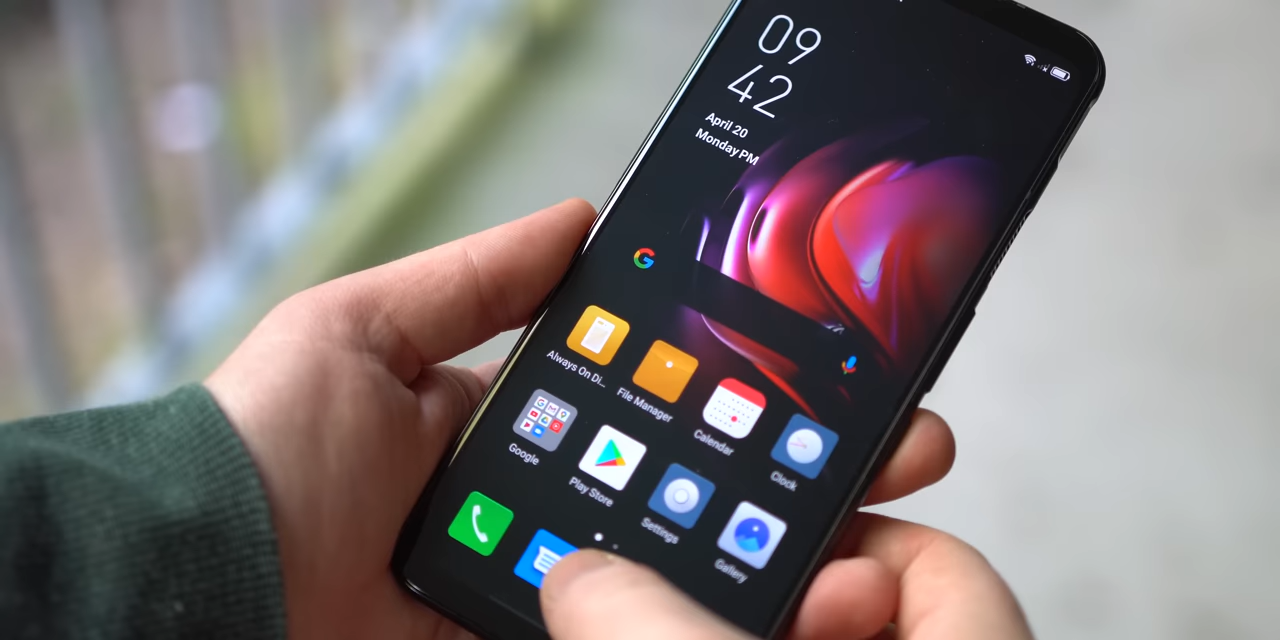 09
42
April 20
Monday PM
Always On Di...
File Manager
Calendar
Clock
Google
Play Store
Settings
Gallery